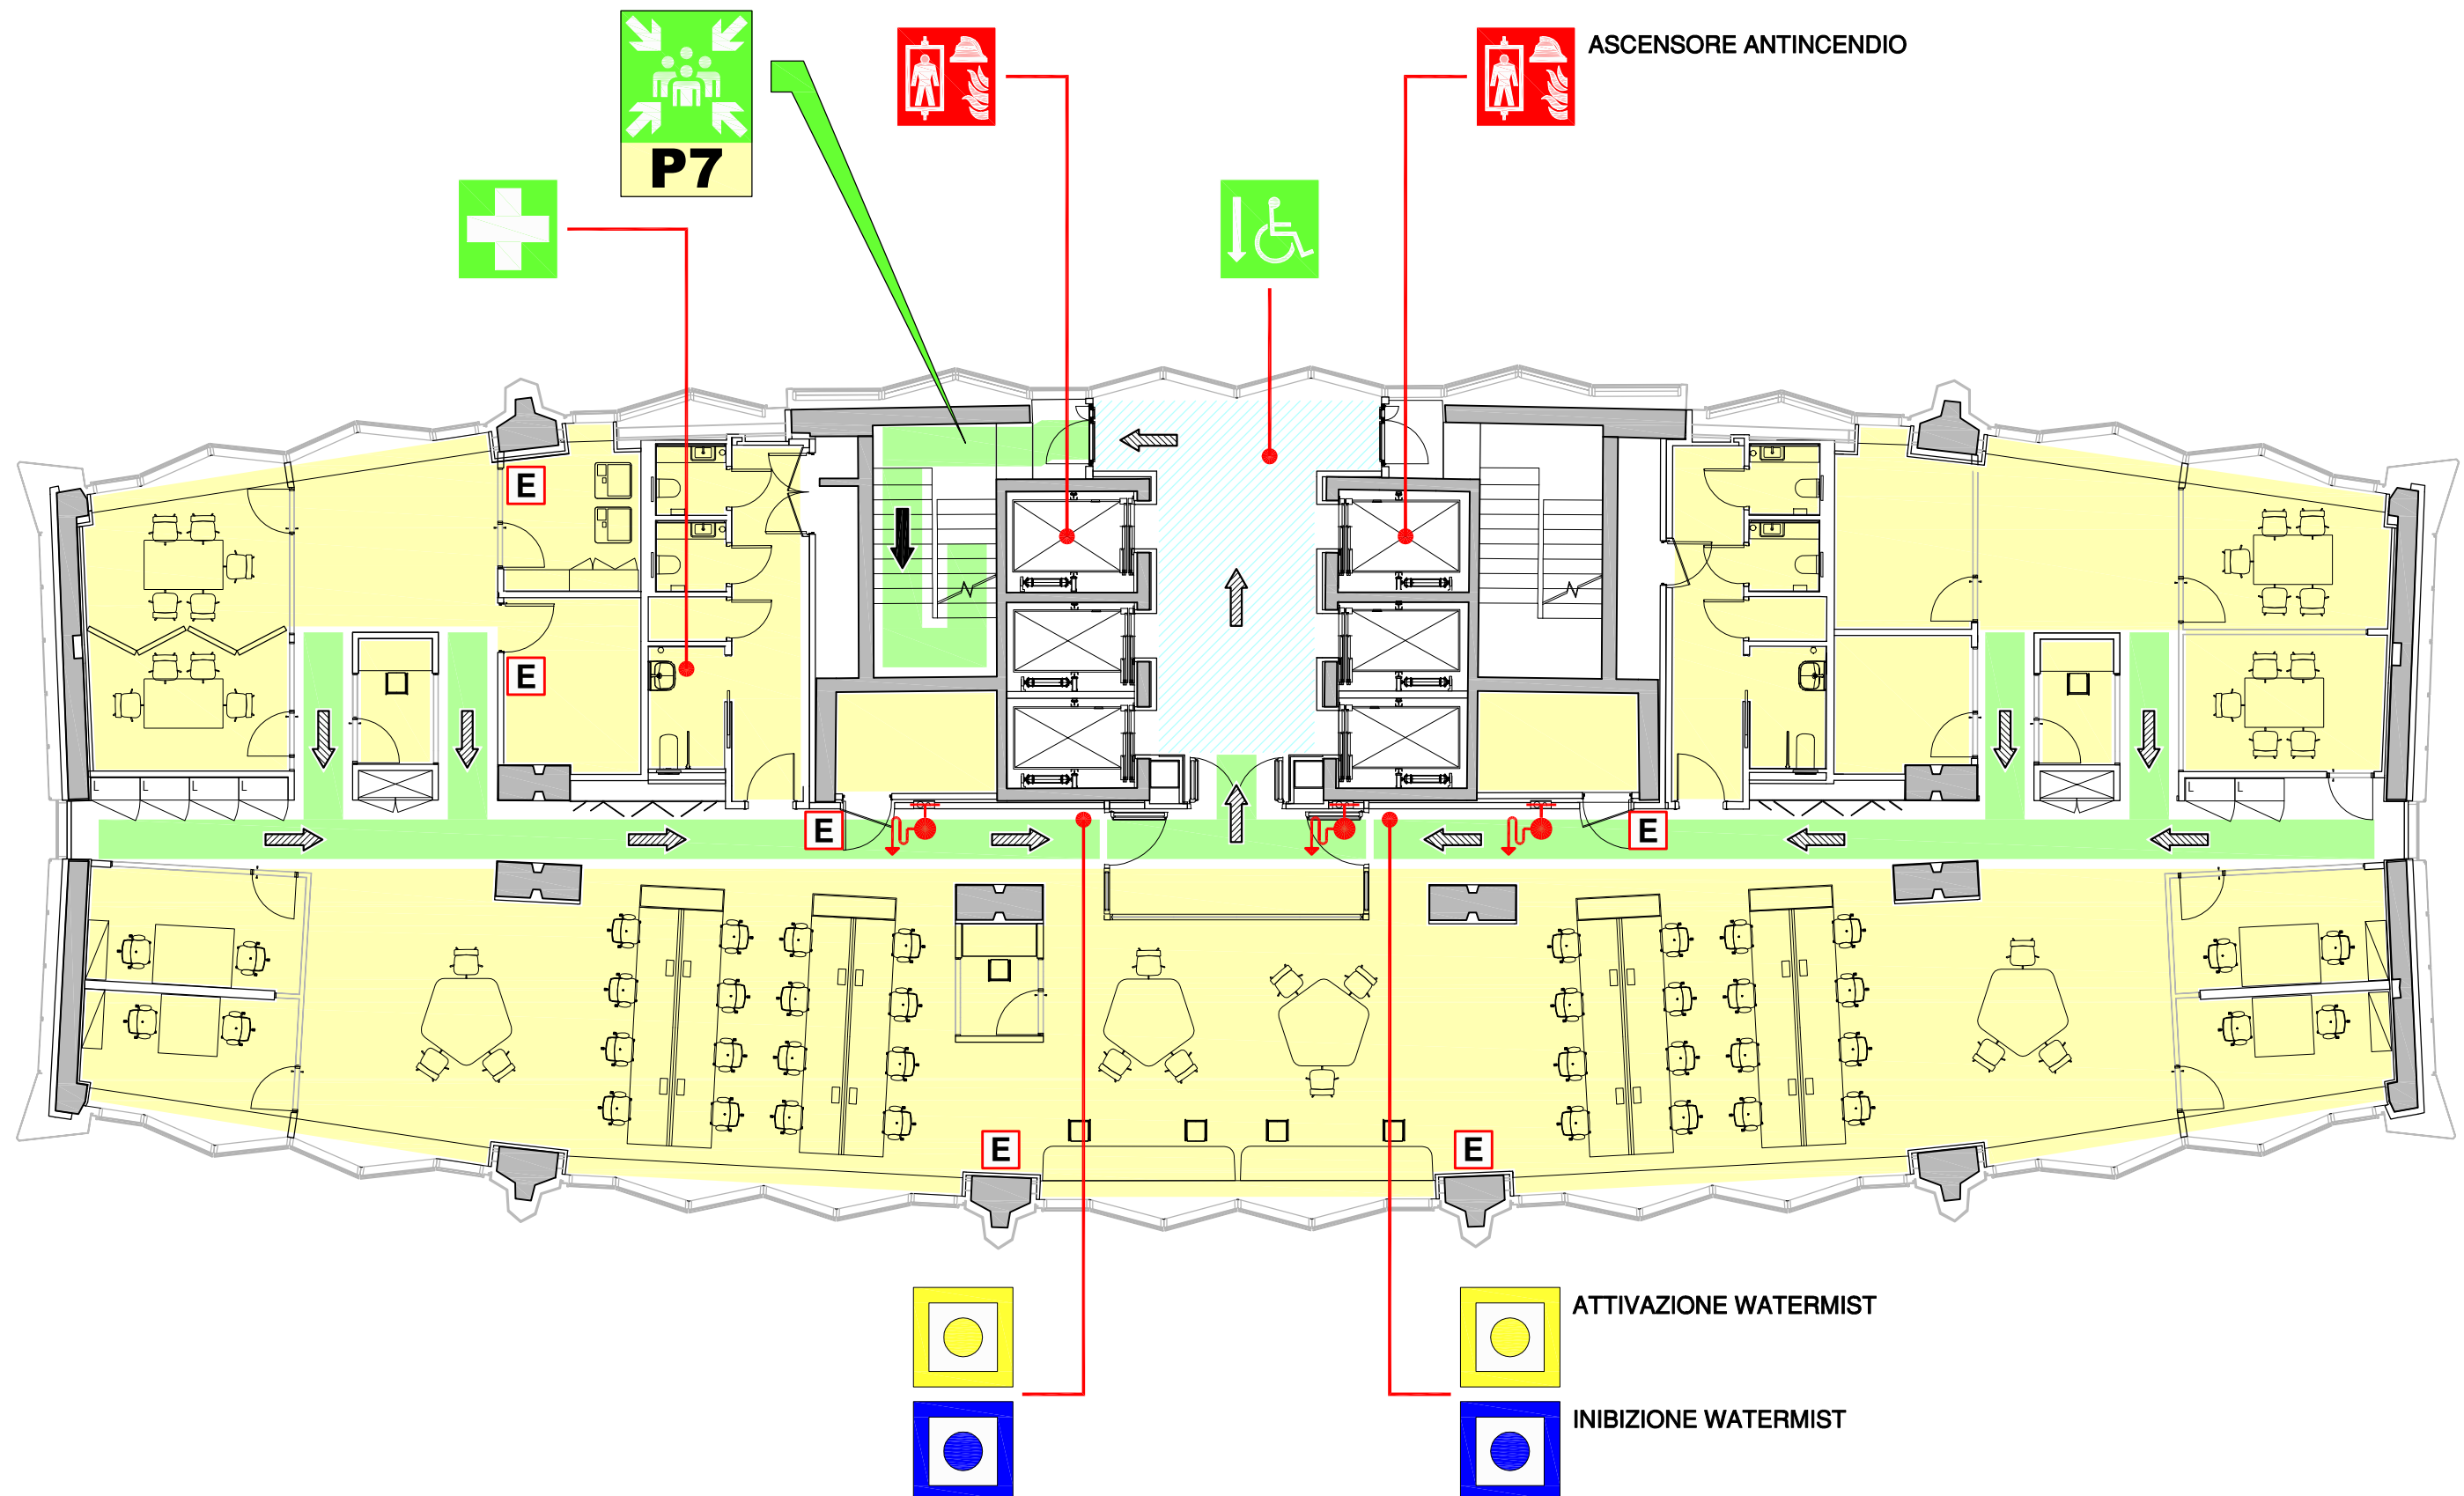 ASCENSORE ANTINCENDIO
P7
E
E
L L L L
L L
E
E
E
E
ATTIVAZIONE WATERMIST
INIBIZIONE WATERMIST